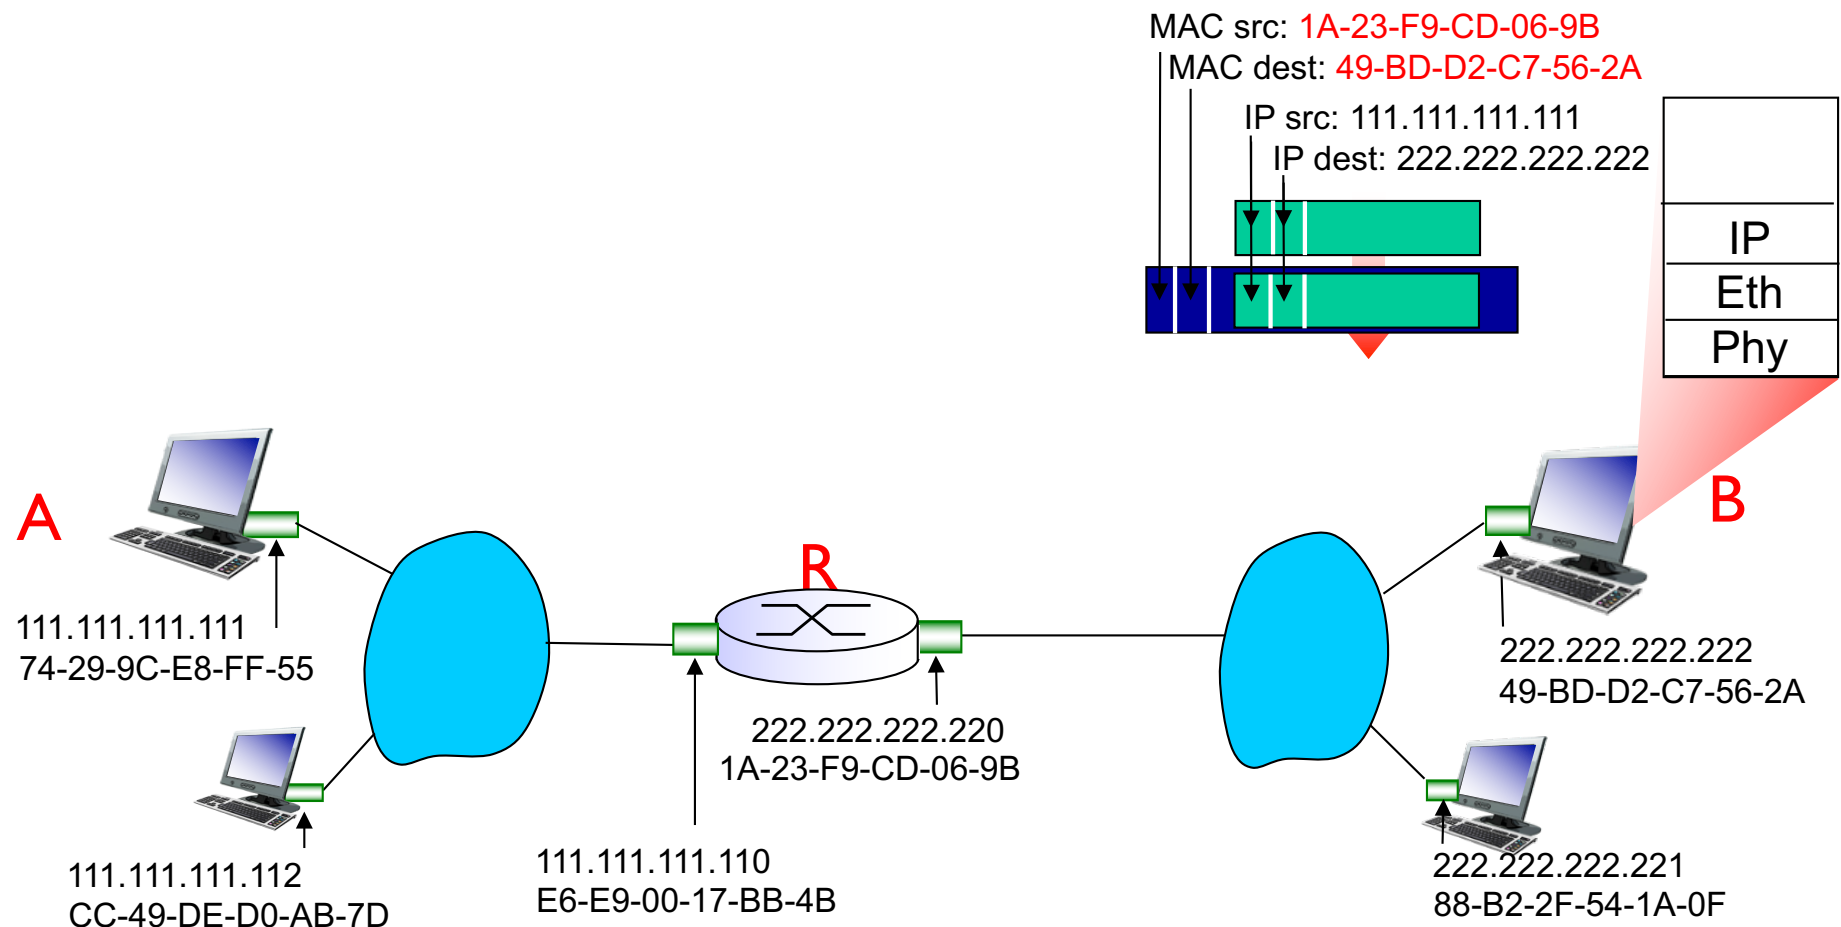 MAC src: 1A-23-F9-CD-06-9B
MAC dest: 49-BD-D2-C7-56-2A
IP src: 111.111.111.111
IP dest: 222.222.222.222
IP
Eth
Phy
A
R
B
111.111.111.111
74-29-9C-E8-FF-55
222.222.222.222
49-BD-D2-C7-56-2A
222.222.222.220
1A-23-F9-CD-06-9B
111.111.111.112
CC-49-DE-D0-AB-7D
111.111.111.110
E6-E9-00-17-BB-4B
222.222.222.221
88-B2-2F-54-1A-0F